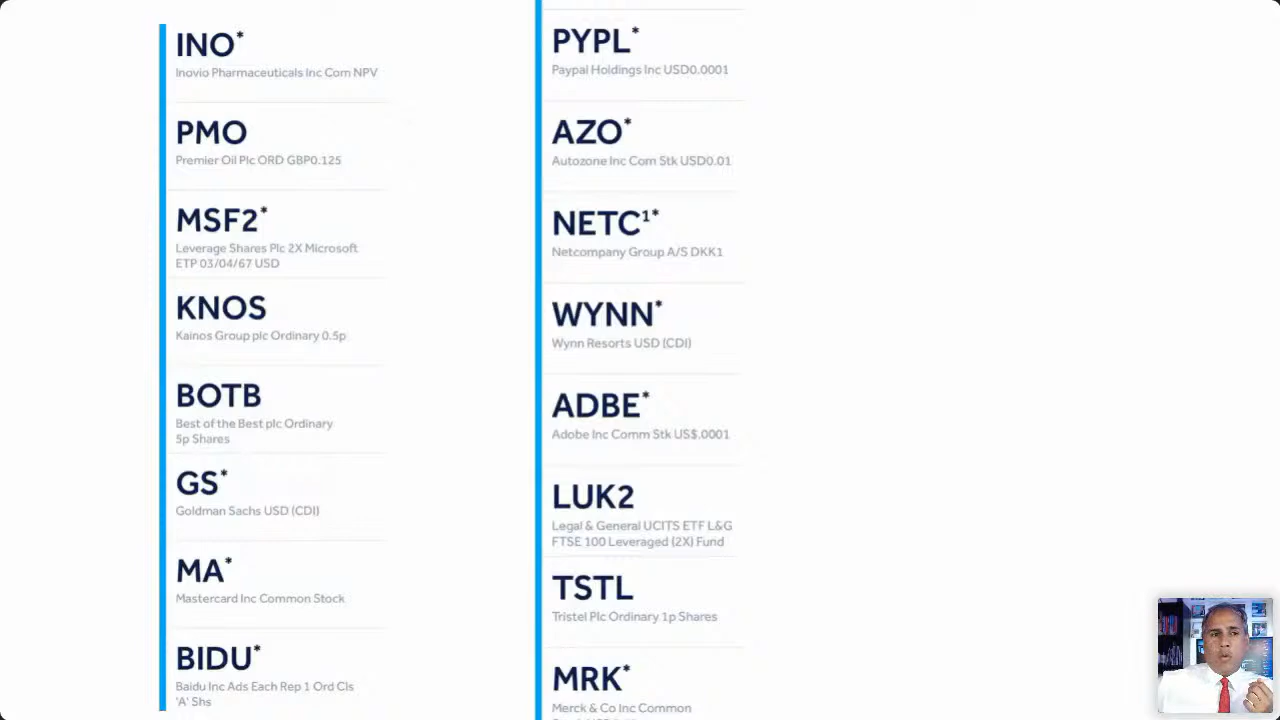 INO*
Inovio Pharmaceuticals Inc Com NPV
PMO
Premier Oil Plc ORD GBP0.125
MSF2*
Leverage Shares Plc 2X Microsoft
ETP 03/04/67 USD
KNOS
Kainos Group plc Ordinary 0.5p
BOTB
Best of the Best plc Ordinary
5p Shares
GS*
Goldman Sachs USD (CDI)
MA*
Mastercard Inc Common Stock
BIDU*
Baidu Inc Ads Each Rep 1 Ord Cls
'A' Shs
PYPL*
Paypal Holdings Inc USD0.0001
AZO*
Autozone Inc Com Stk USD0.01
NETC¹*
Netcompany Group A/S DKK1
WYNN*
Wynn Resorts USD (CDI)
ADBE*
Adobe Inc Comm Stk US$.0001
LUK2
Legal & General UCITS ETF L&G
FTSE 100 Leveraged (2X) Fund
TSTL
Tristel Plc Ordinary 1p Shares
MRK*
Merck & Co Inc Common